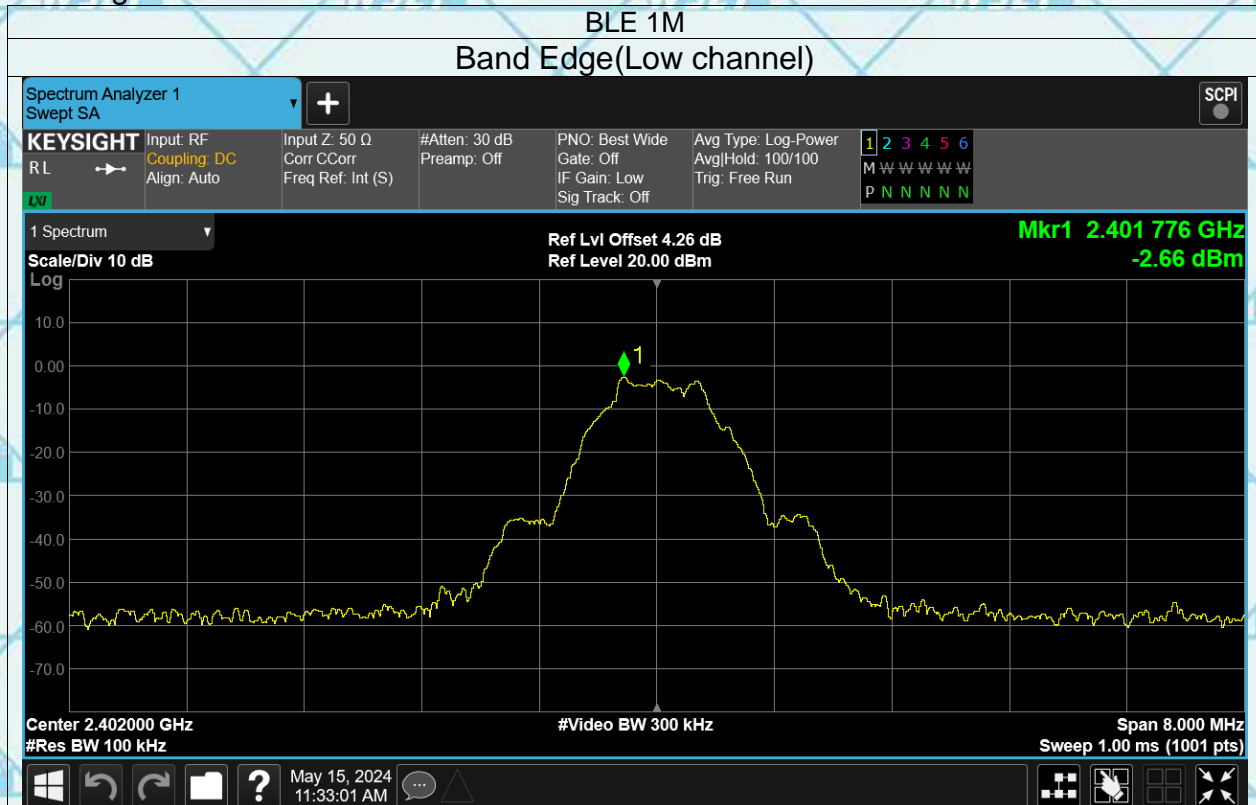 BLE 1M
Band Edge(Low channel)
Spectrum Analyzer 1
Swept SA
SCPI
KEYSIGHT
R L
LXI
Input: RF
Coupling: DC
Align: Auto
Input Z: 50 Ω
Corr CCorr
Freq Ref: Int (S)
#Atten: 30 dB
Preamp: Off
PNO: Best Wide
Gate: Off
IF Gain: Low
Sig Track: Off
Avg Type: Log-Power
Avg|Hold: 100/100
Trig: Free Run
1 2 3 4 5 6
M W W W W W
P N N N N N
1 Spectrum
Scale/Div 10 dB
Ref Lvl Offset 4.26 dB
Ref Level 20.00 dBm
Mkr1 2.401 776 GHz
-2.66 dBm
Log
10.0
0.00
-10.0
-20.0
-30.0
-40.0
-50.0
-60.0
-70.0
1
Center 2.402000 GHz
#Res BW 100 kHz
#Video BW 300 kHz
Span 8.000 MHz
Sweep 1.00 ms (1001 pts)
?
May 15, 2024
11:33:01 AM